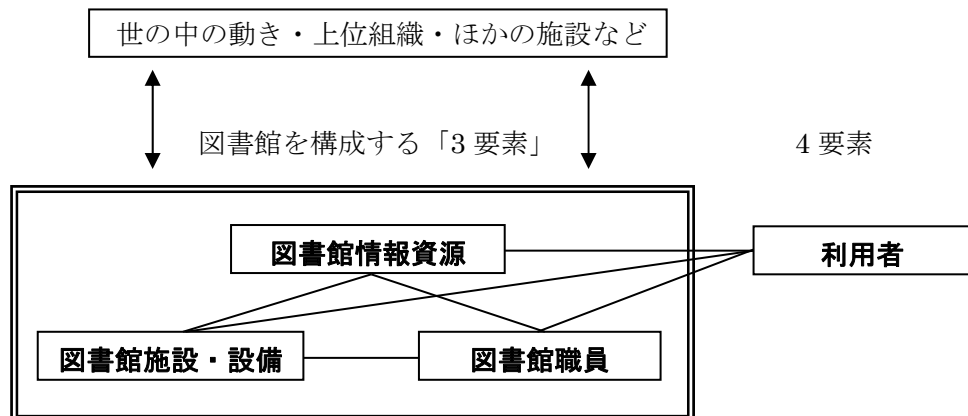 世の中の動き・上位組織・ほかの施設など
図書館を構成する「3 要素」 4 要素
図書館情報資源 利用者
図書館施設・設備 図書館職員